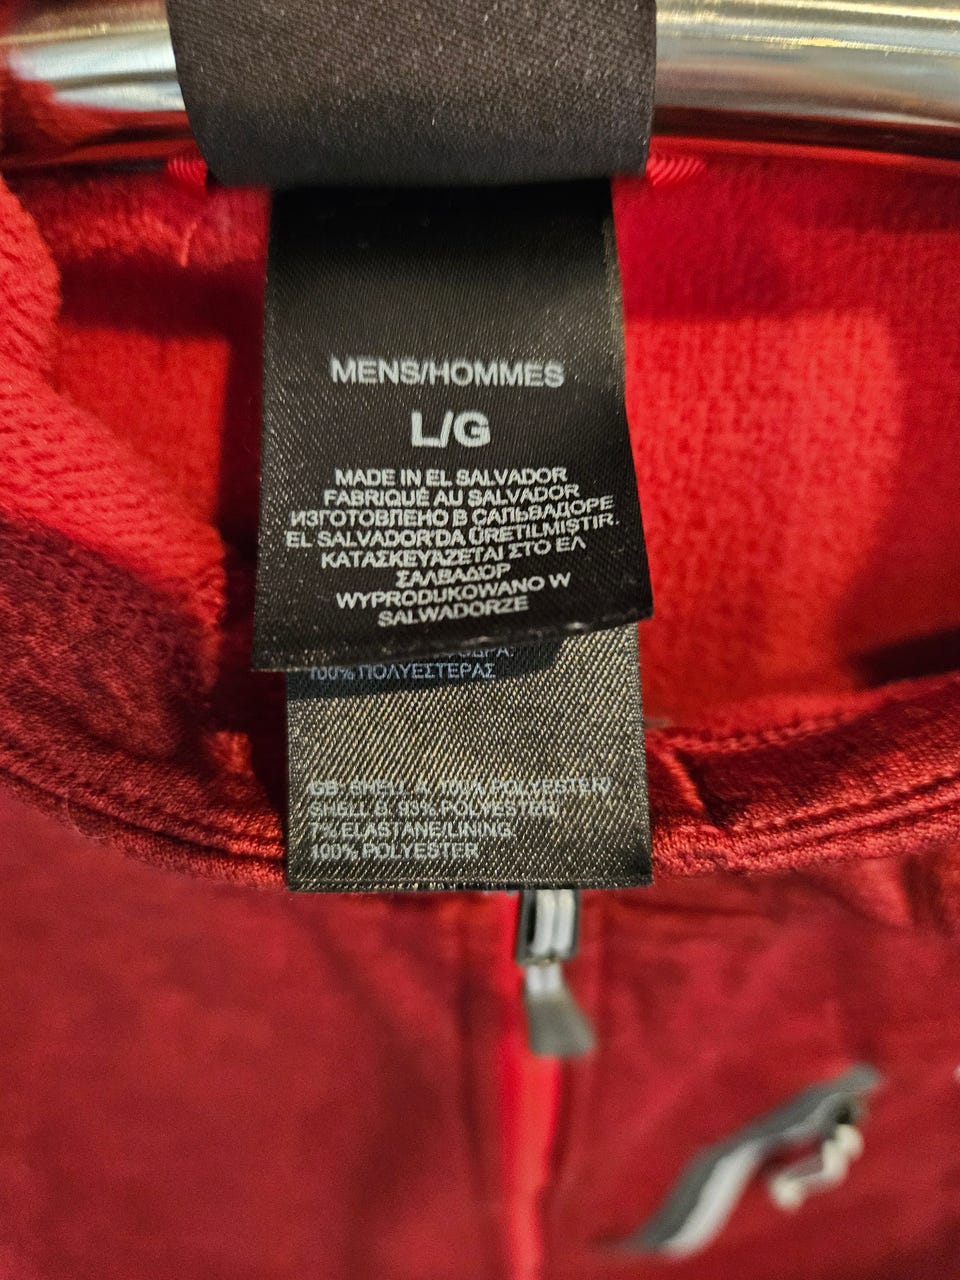 MENS/HOMMES
L/G
MADE IN EL SALVADOR
FABRIQUÉ AU SALVADOR
ИЗГОТОВЛЕНО В САЛЬВАДОРЕ
EL SALVADOR'DA ÜRETILMIŞTIR.
ΚΑΤΑΣΚΕΥΑΖΕΤΑΙ ΣΤΟ ΕΛ
ΣΑΛΒΑΔΟΡ
WYPRODUKOWANO W
SALWADORZE
100% ΠΟΛΥΕΣΤΕΡΑΣ
GB: SHELL A: 100% POLYESTER/
SHELL B: 93% POLYESTER
7% ELASTANE/LINING:
100% POLYESTER